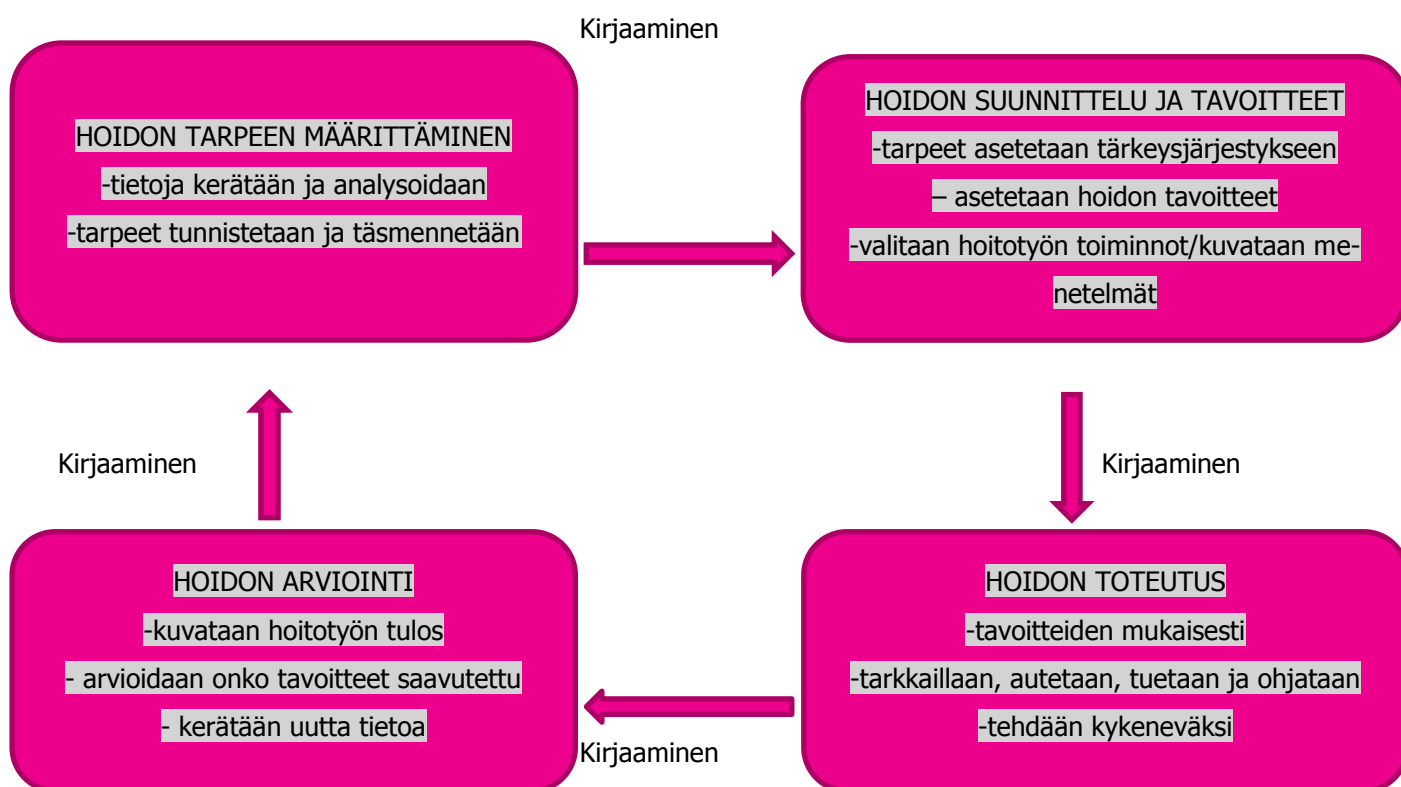 Kirjaaminen
HOIDON TARPEEN MÄÄRITTÄMINEN
-tietoja kerätään ja analysoidaan
-tarpeet tunnistetaan ja täsmennetään
HOIDON SUUNNITTELU JA TAVOITTEET
-tarpeet asetetaan tärkeysjärjestykseen
– asetetaan hoidon tavoitteet
-valitaan hoitotyön toiminnot/kuvataan me-
netelmät
Kirjaaminen
Kirjaaminen
HOIDON ARVIOINTI
-kuvataan hoitotyön tulos
- arvioidaan onko tavoitteet saavutettu
- kerätään uutta tietoa
HOIDON TOTEUTUS
-tavoitteiden mukaisesti
-tarkkaillaan, autetaan, tuetaan ja ohjataan
-tehdään kykeneväksi
Kirjaaminen